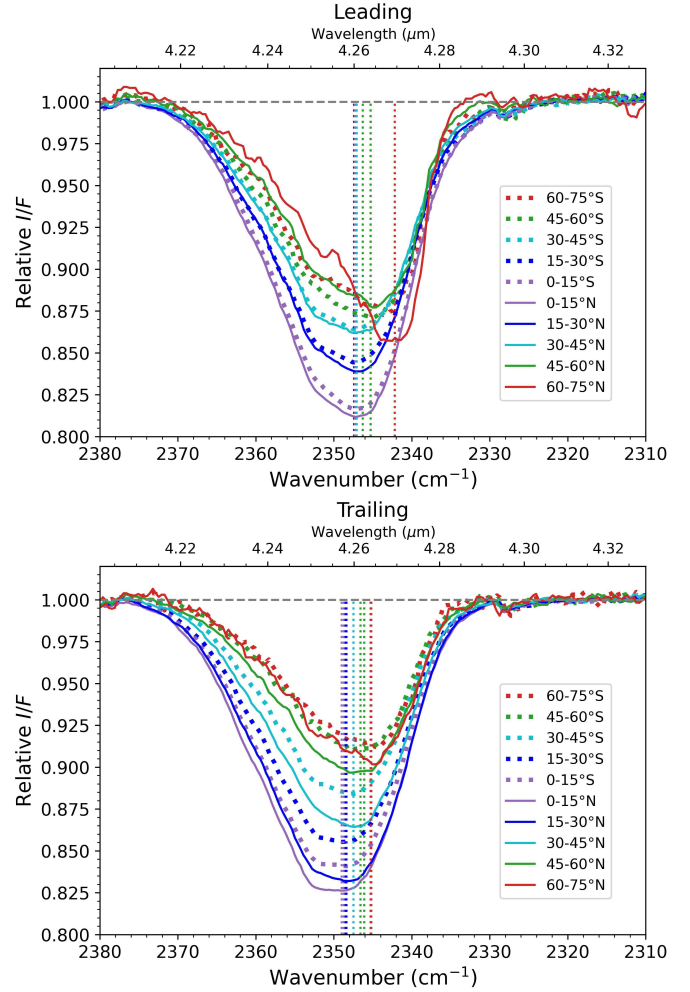 Leading
Wavelength (μm)
4.22 4.24 4.26 4.28 4.30 4.32
1.000
0.975
0.950
0.925
0.900
0.875
0.850
0.825
0.800
Relative I/F
60-75°S
45-60°S
30-45°S
15-30°S
0-15°S
0-15°N
15-30°N
30-45°N
45-60°N
60-75°N
2380 2370 2360 2350 2340 2330 2320 2310
Wavenumber (cm⁻¹)
Trailing
Wavelength (μm)
4.22 4.24 4.26 4.28 4.30 4.32
1.000
0.975
0.950
0.925
0.900
0.875
0.850
0.825
0.800
Relative I/F
60-75°S
45-60°S
30-45°S
15-30°S
0-15°S
0-15°N
15-30°N
30-45°N
45-60°N
60-75°N
2380 2370 2360 2350 2340 2330 2320 2310
Wavenumber (cm⁻¹)